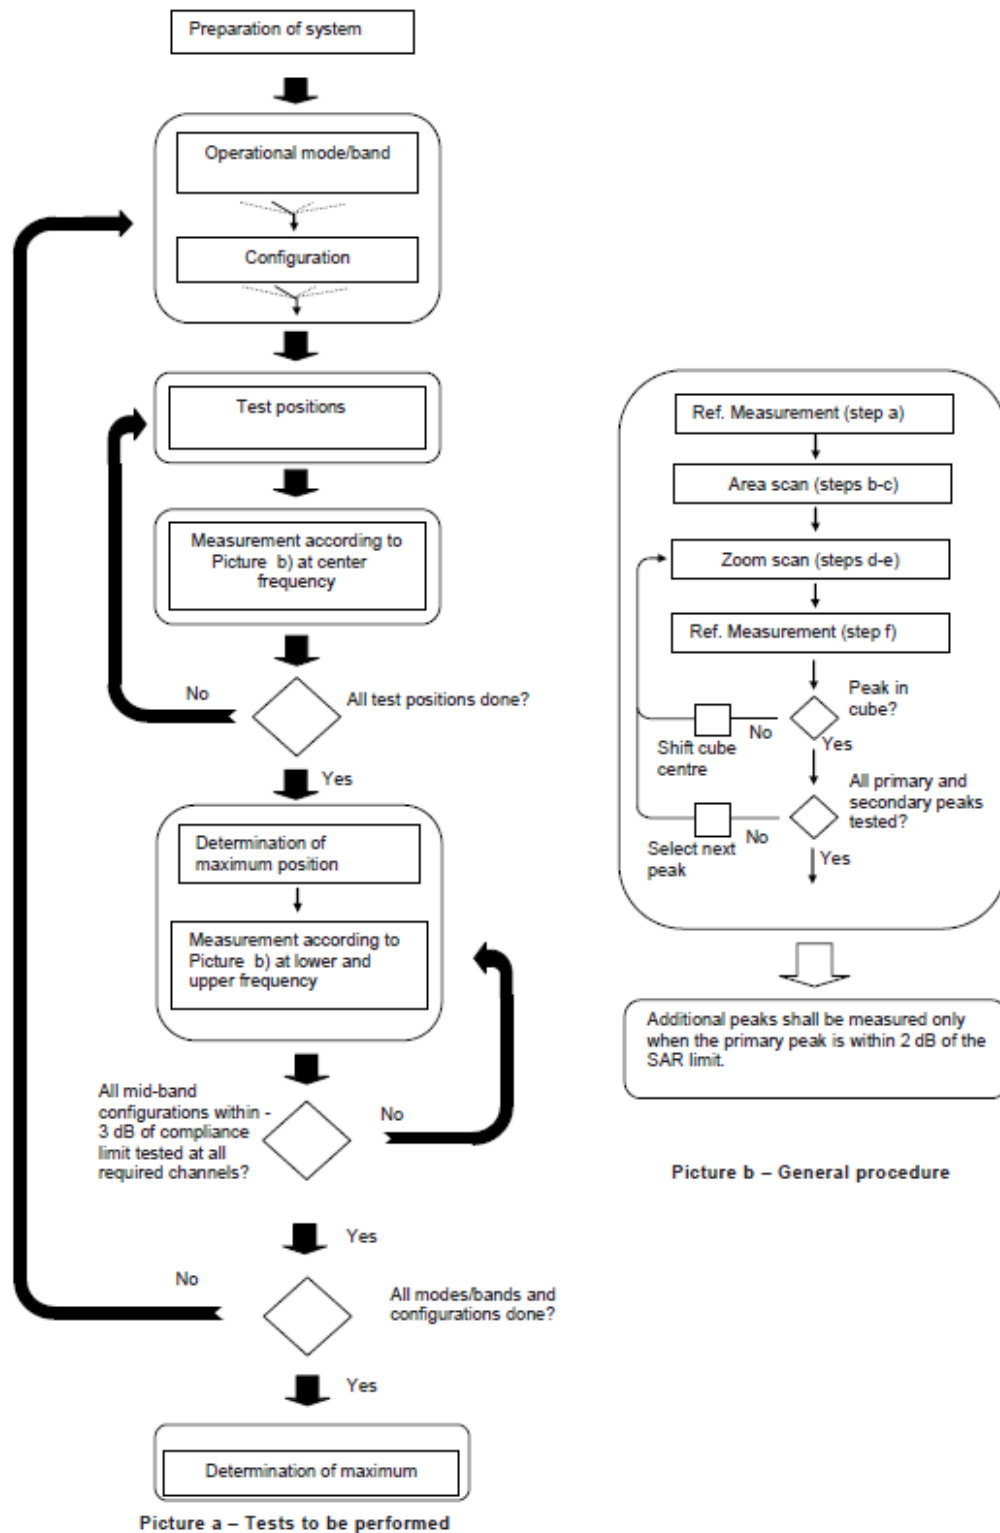 Preparation of system
Operational mode/band
Configuration
Test positions
Measurement according to
Picture b) at center
frequency
No
All test positions done?
Yes
Determination of
maximum position
Measurement according to
Picture b) at lower and
upper frequency
All mid-band
configurations within -
3 dB of compliance
limit tested at all
required channels?
No
Yes
No
All modes/bands and
configurations done?
Yes
Determination of maximum
Picture a – Tests to be performed
Ref. Measurement (step a)
Area scan (steps b-c)
Zoom scan (steps d-e)
Ref. Measurement (step f)
Peak in
cube?
No
Yes
Shift cube
centre
All primary and
secondary peaks
tested?
No
Select next
peak
Yes
Additional peaks shall be measured only
when the primary peak is within 2 dB of the
SAR limit.
Picture b – General procedure